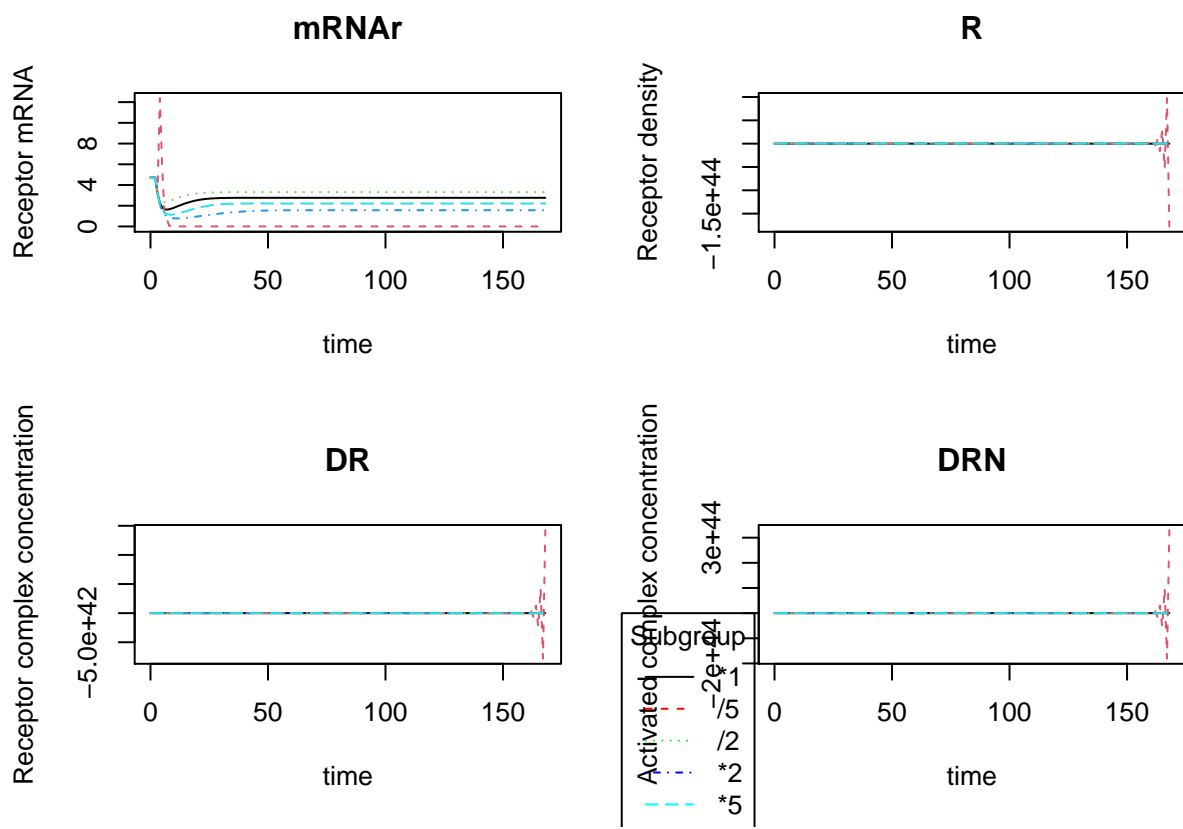 mRNAr
Receptor mRNA
0 4 8
0 50 100 150
time
R
Receptor density
−1.5e+44
0 50 100 150
time
DR
Receptor complex concentration
−5.0e+42
0 50 100 150
time
DRN
Activated complex concentration
−2e+44 3e+44
0 50 100 150
time
Subgroup
*1
/5
/2
*2
*5